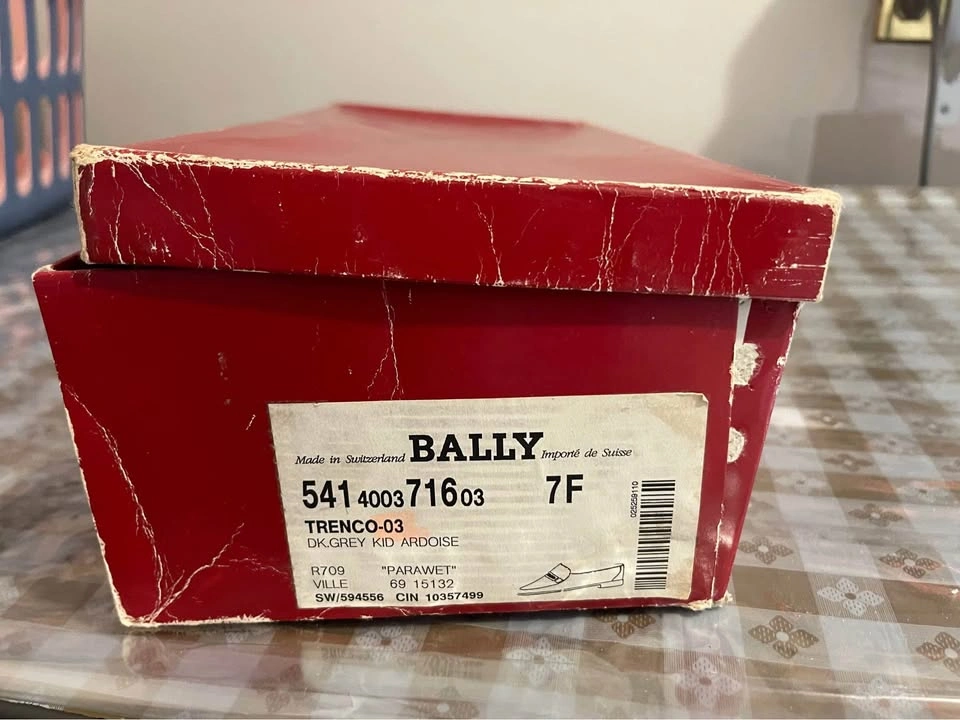 Made in Switzerland BALLY Importé de Suisse
541 4003 716 03 7F
TRENCO-03
DK.GREY KID ARDOISE
R709 "PARAWET"
VILLE 69 15132
SW/594556 CIN 10357499
025259110